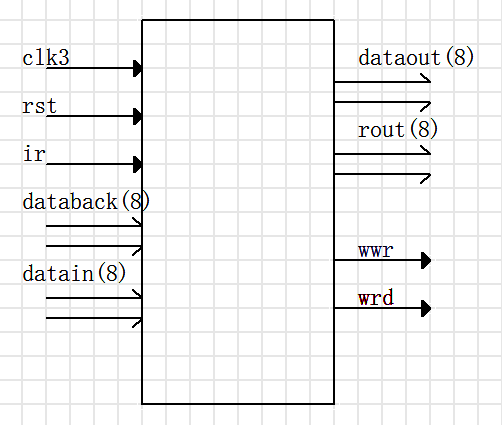 clk3
rst
ir
databack(8)
datain(8)
dataout(8)
rout(8)
wwr
wrd